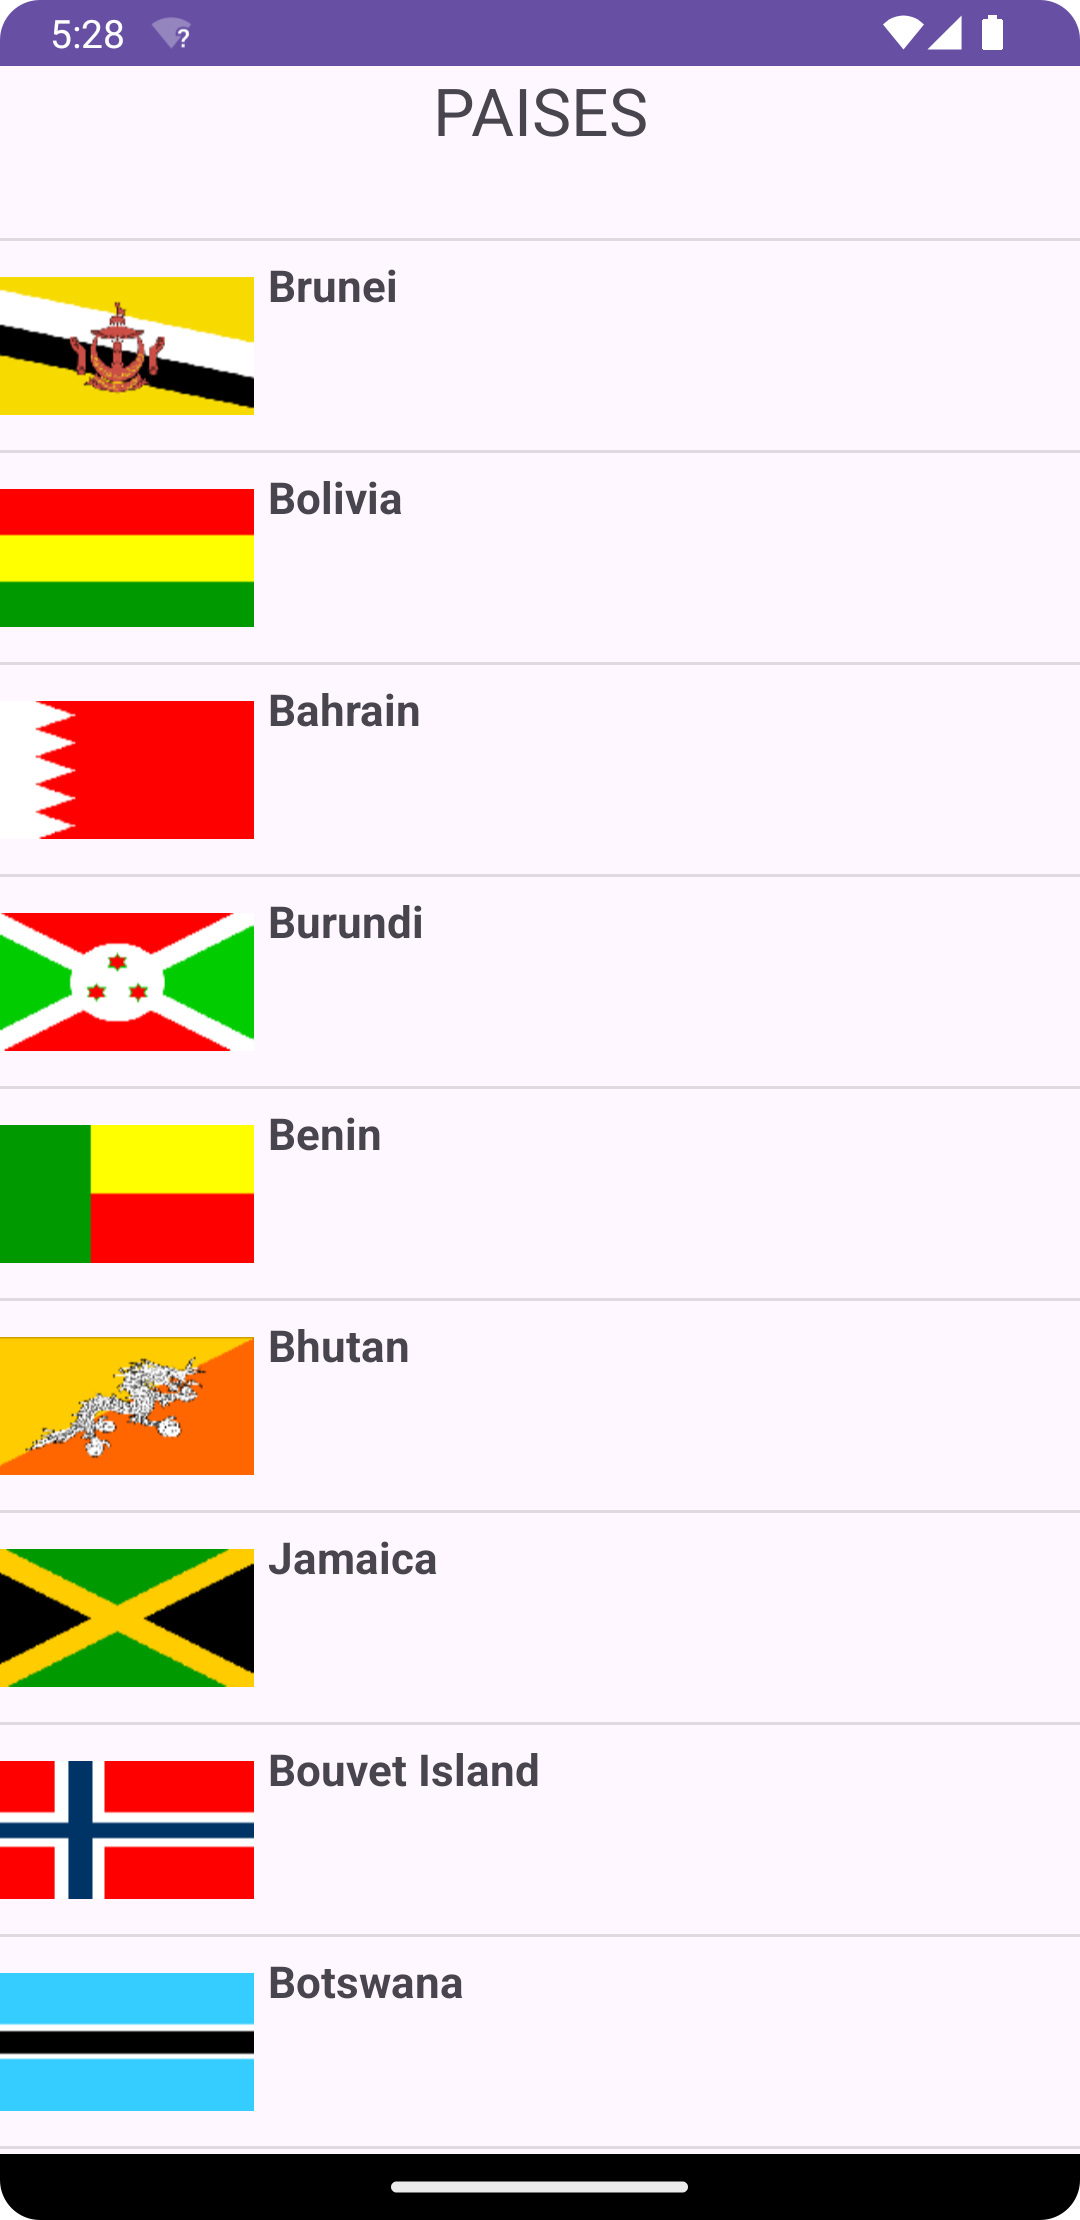 5:28
PAISES
Brunei
Bolivia
Bahrain
Burundi
Benin
Bhutan
Jamaica
Bouvet Island
Botswana